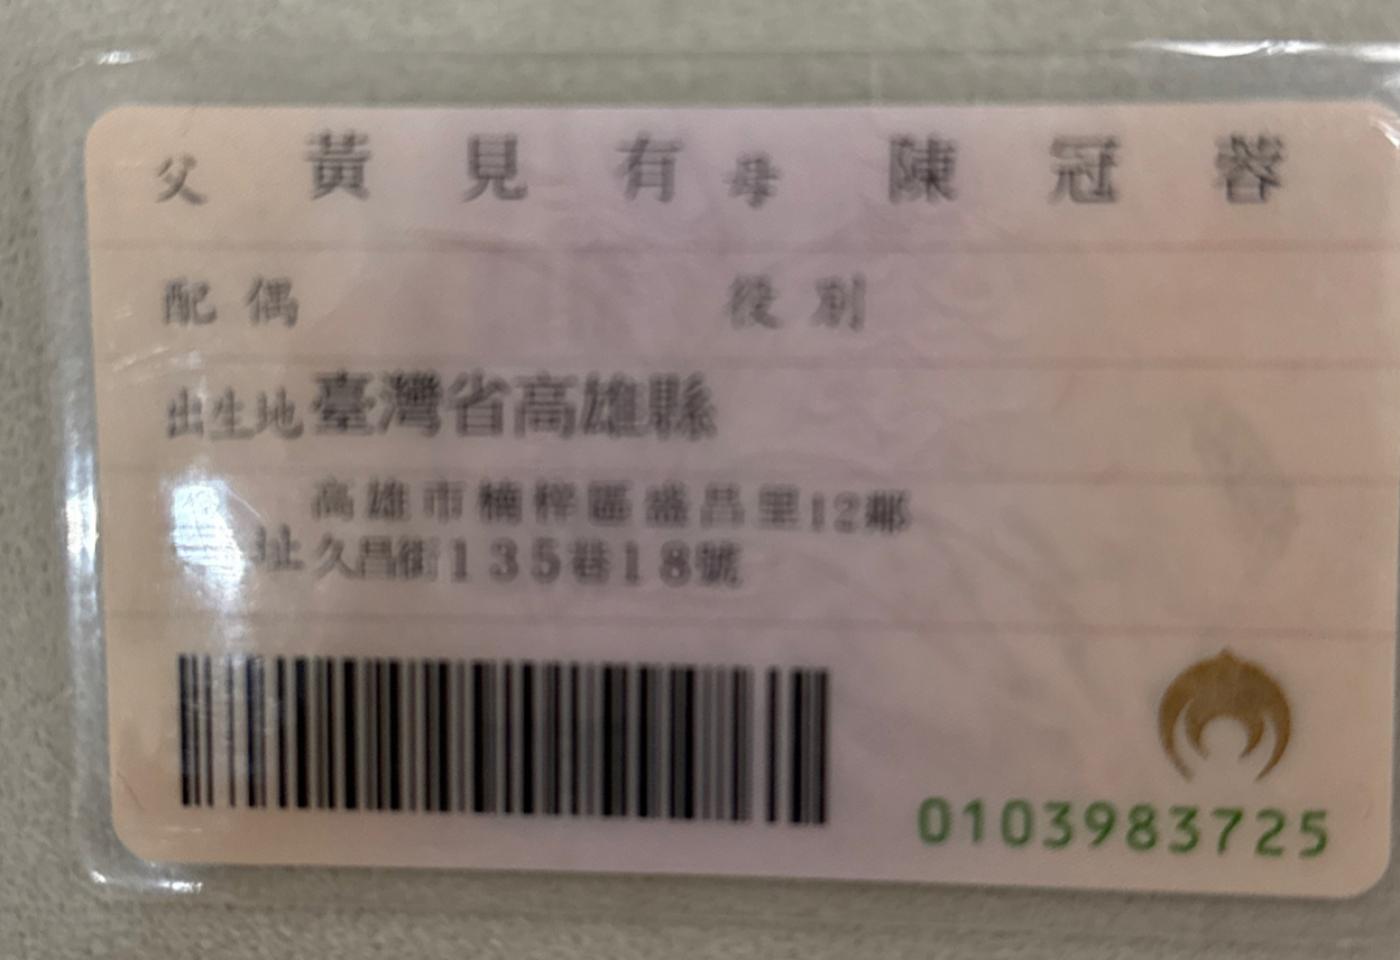 父 黃見有 母 陳冠蓉
配偶 役別
出生地 臺灣省高雄縣
高雄市楠梓區盛昌里12鄰
址 久昌街135巷18號
0103983725